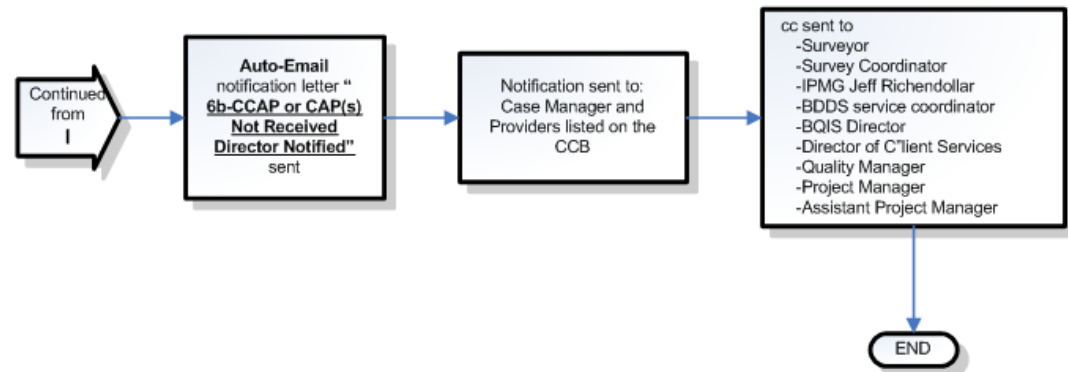 Continued
from
I
Auto-Email
notification letter “
6b-CCAP or CAP(s)
Not Received
Director Notified”
sent
Notification sent to:
Case Manager and
Providers listed on the
CCB
cc sent to
-Surveyor
-Survey Coordinator
-IPMG Jeff Richendollar
-BDDS service coordinator
-BQIS Director
-Director of C”lient Services
-Quality Manager
-Project Manager
-Assistant Project Manager
END